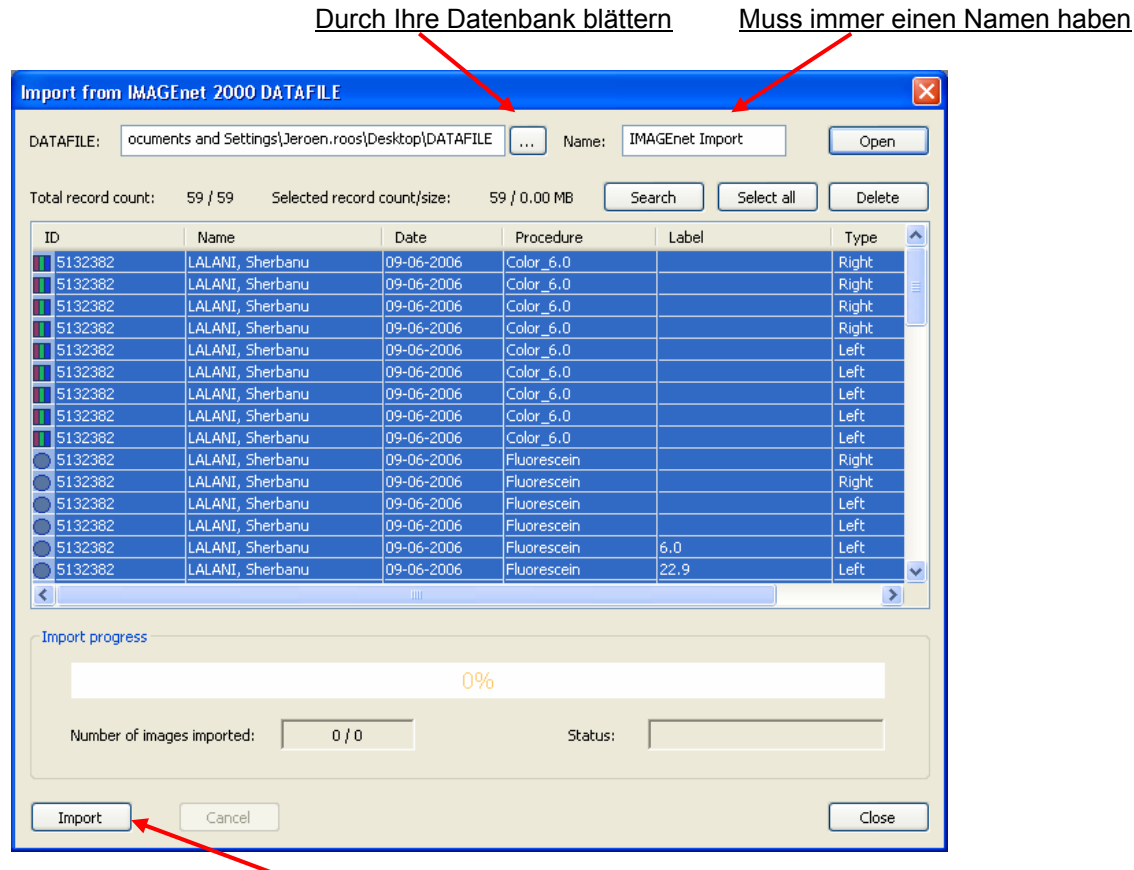 Durch Ihre Datenbank blättern Muss immer einen Namen haben
Import from IMAGEnet 2000 DATAFILE
DATAFILE: ocuments and Settings\Jeroen.roos\Desktop\DATAFILE ... Name: IMAGEnet Import Open
Total record count: 59 / 59 Selected record count/size: 59 / 0.00 MB Search Select all Delete
ID Name Date Procedure Label Type
5132382 LALANI, Sherbanu 09-06-2006 Color_6.0 Right
5132382 LALANI, Sherbanu 09-06-2006 Color_6.0 Right
5132382 LALANI, Sherbanu 09-06-2006 Color_6.0 Right
5132382 LALANI, Sherbanu 09-06-2006 Color_6.0 Right
5132382 LALANI, Sherbanu 09-06-2006 Color_6.0 Left
5132382 LALANI, Sherbanu 09-06-2006 Color_6.0 Left
5132382 LALANI, Sherbanu 09-06-2006 Color_6.0 Left
5132382 LALANI, Sherbanu 09-06-2006 Color_6.0 Left
5132382 LALANI, Sherbanu 09-06-2006 Color_6.0 Left
5132382 LALANI, Sherbanu 09-06-2006 Fluorescein Right
5132382 LALANI, Sherbanu 09-06-2006 Fluorescein Right
5132382 LALANI, Sherbanu 09-06-2006 Fluorescein Left
5132382 LALANI, Sherbanu 09-06-2006 Fluorescein Left
5132382 LALANI, Sherbanu 09-06-2006 Fluorescein 6.0 Left
5132382 LALANI, Sherbanu 09-06-2006 Fluorescein 22.9 Left
Import progress
0%
Number of images imported: 0 / 0 Status:
Import Cancel Close